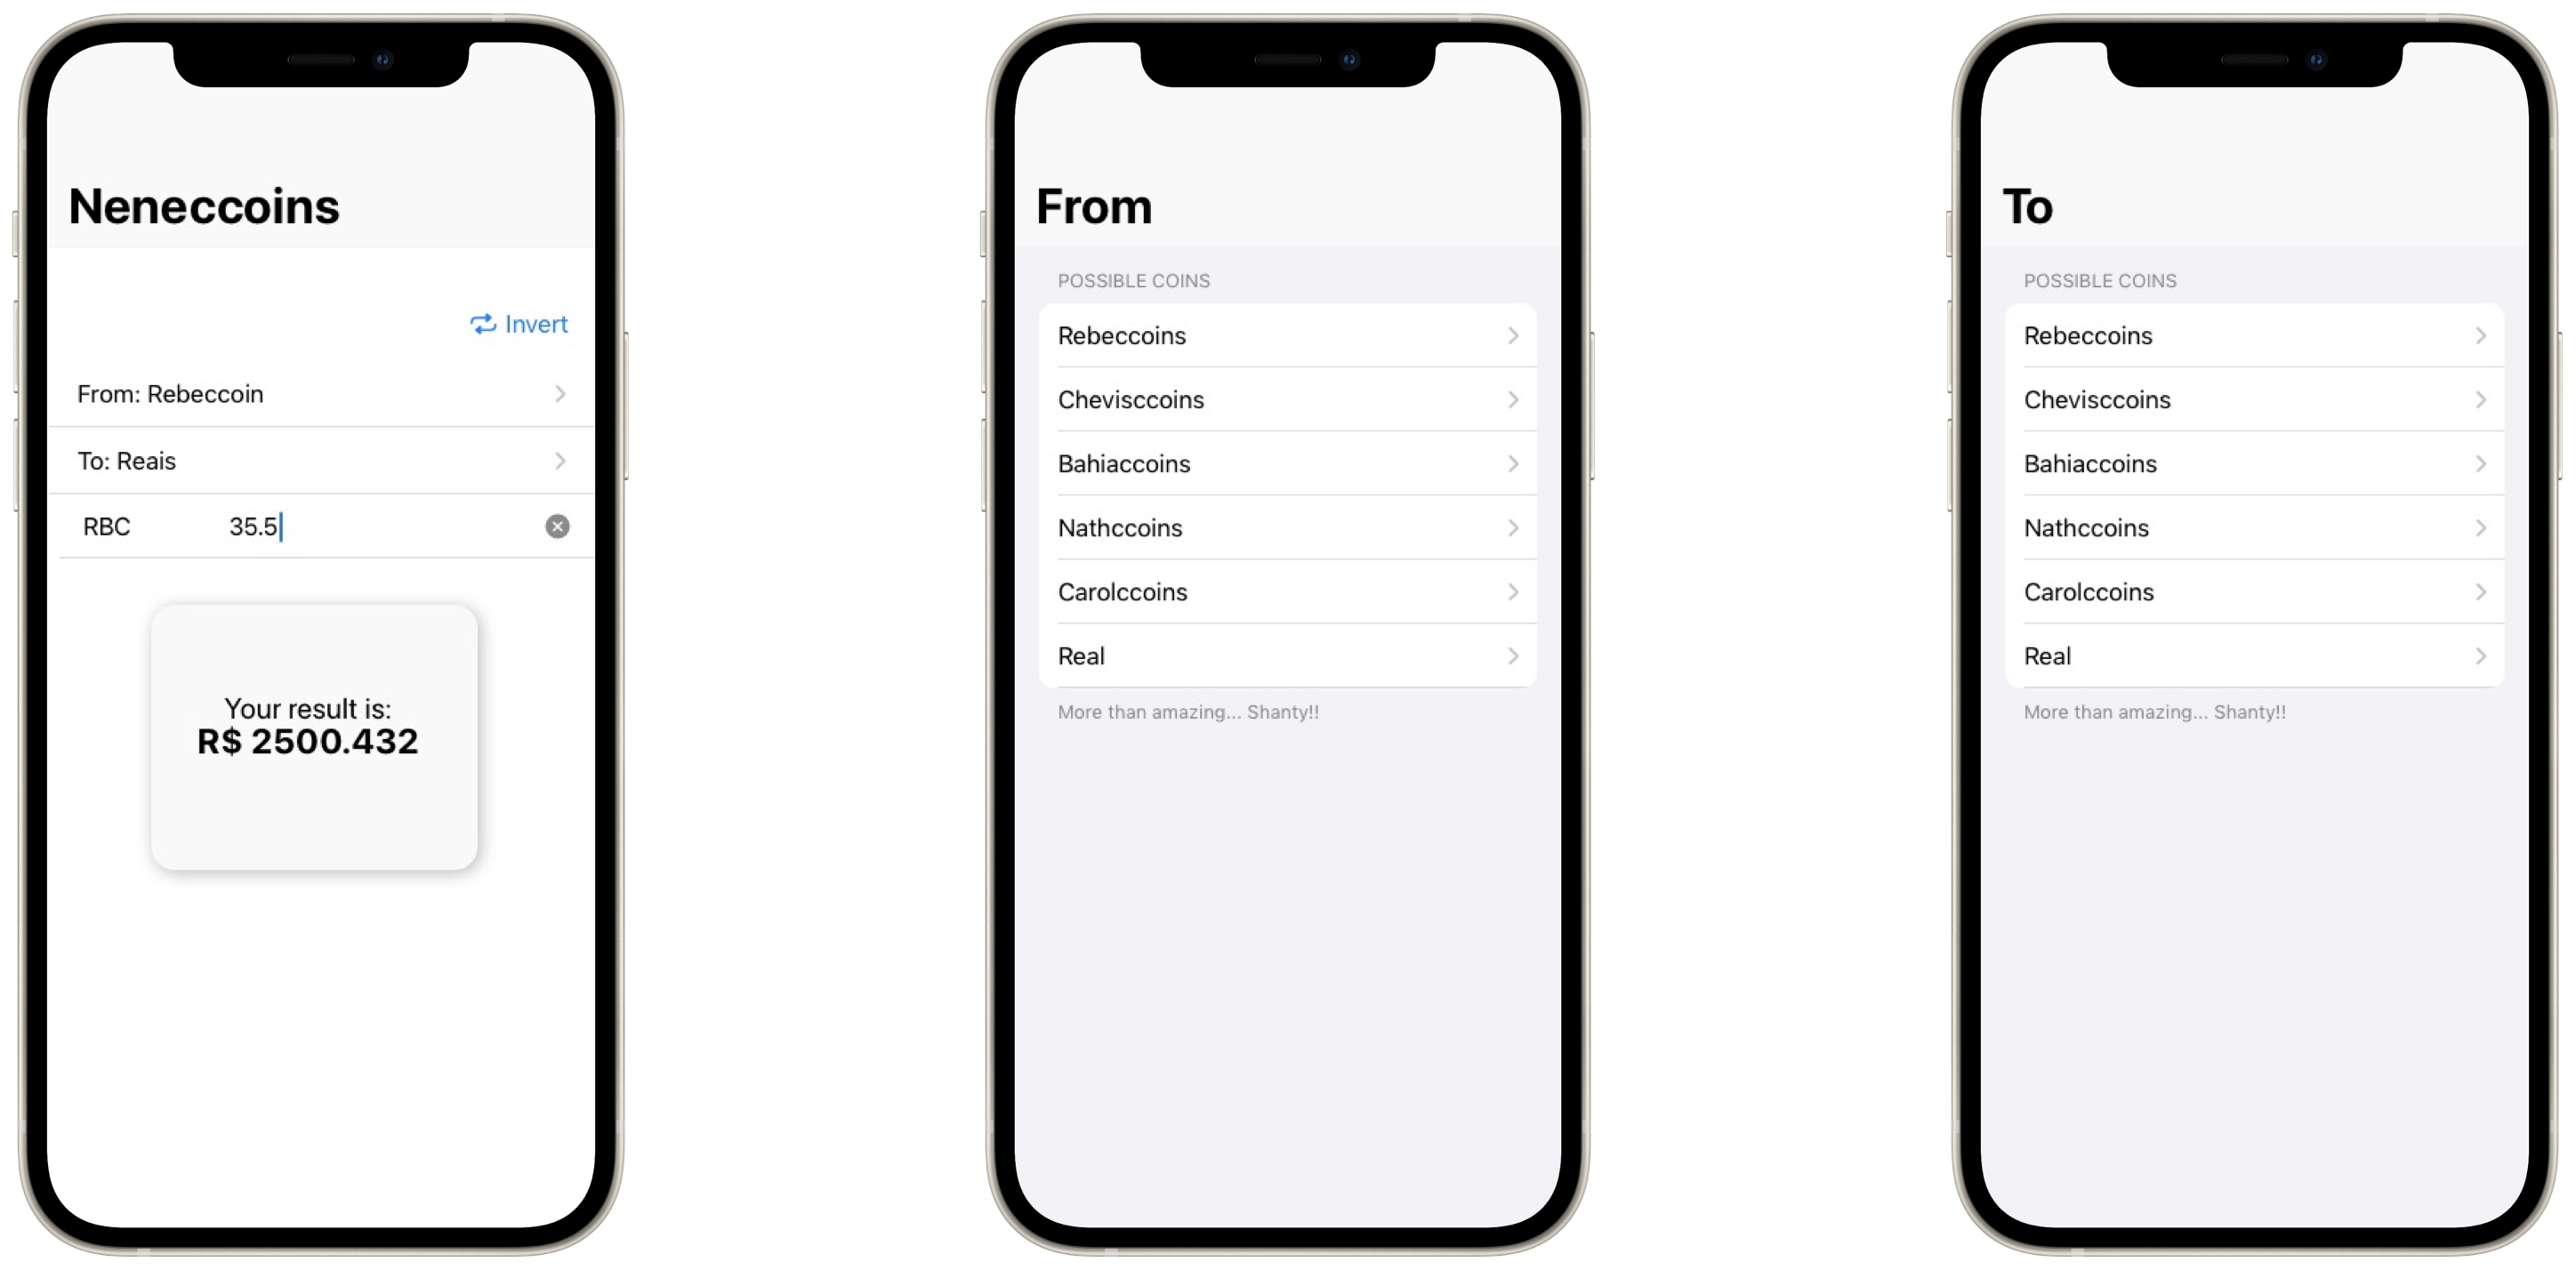 Neneccoins
Invert
From: Rebeccoin
To: Reais
RBC 35.5
Your result is:
R$ 2500.432
From
POSSIBLE COINS
Rebeccoins
Chevisccoins
Bahiaccoins
Nathccoins
Carolccoins
Real
More than amazing... Shanty!!
To
POSSIBLE COINS
Rebeccoins
Chevisccoins
Bahiaccoins
Nathccoins
Carolccoins
Real
More than amazing... Shanty!!